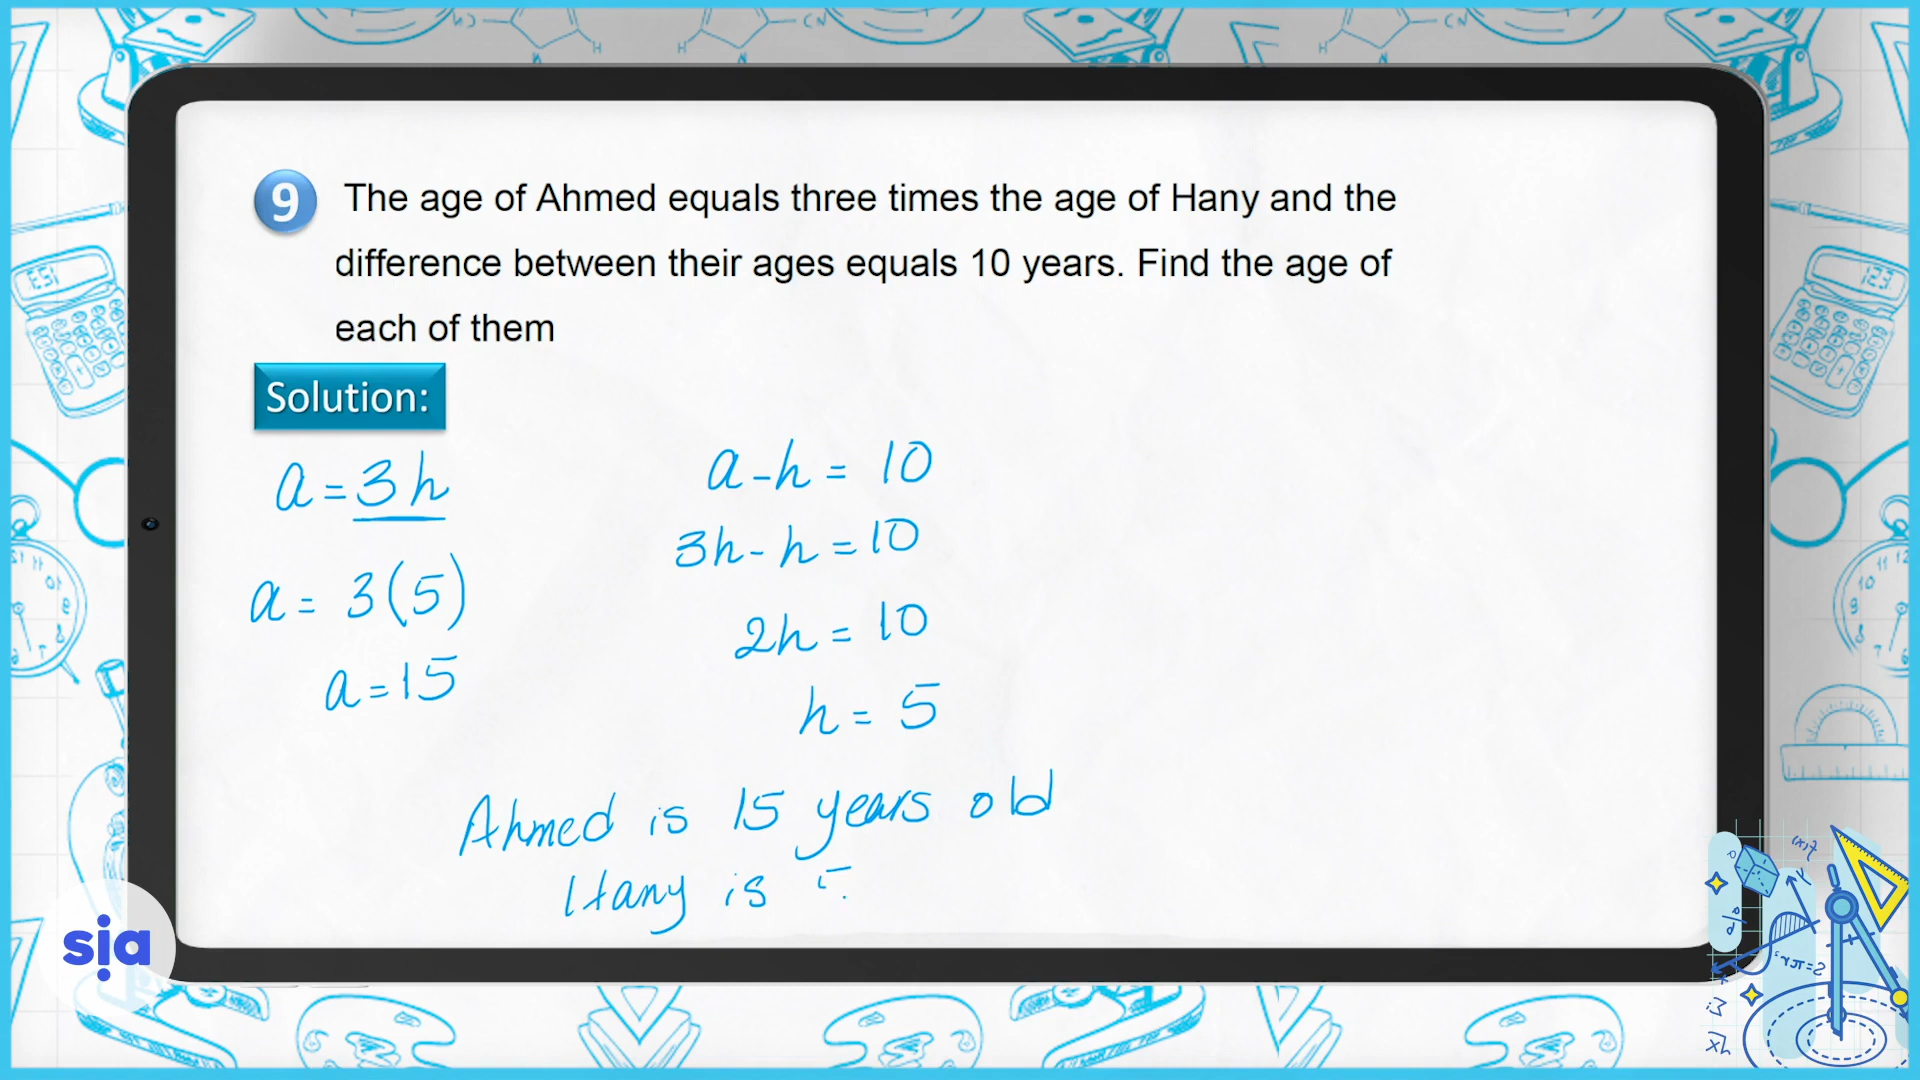 9 The age of Ahmed equals three times the age of Hany and the
difference between their ages equals 10 years. Find the age of
each of them
Solution:
a = 3h
a = 3(5)
a = 15
a - h = 10
3h - h = 10
2h = 10
h = 5
Ahmed is 15 years old
Hany is
sia